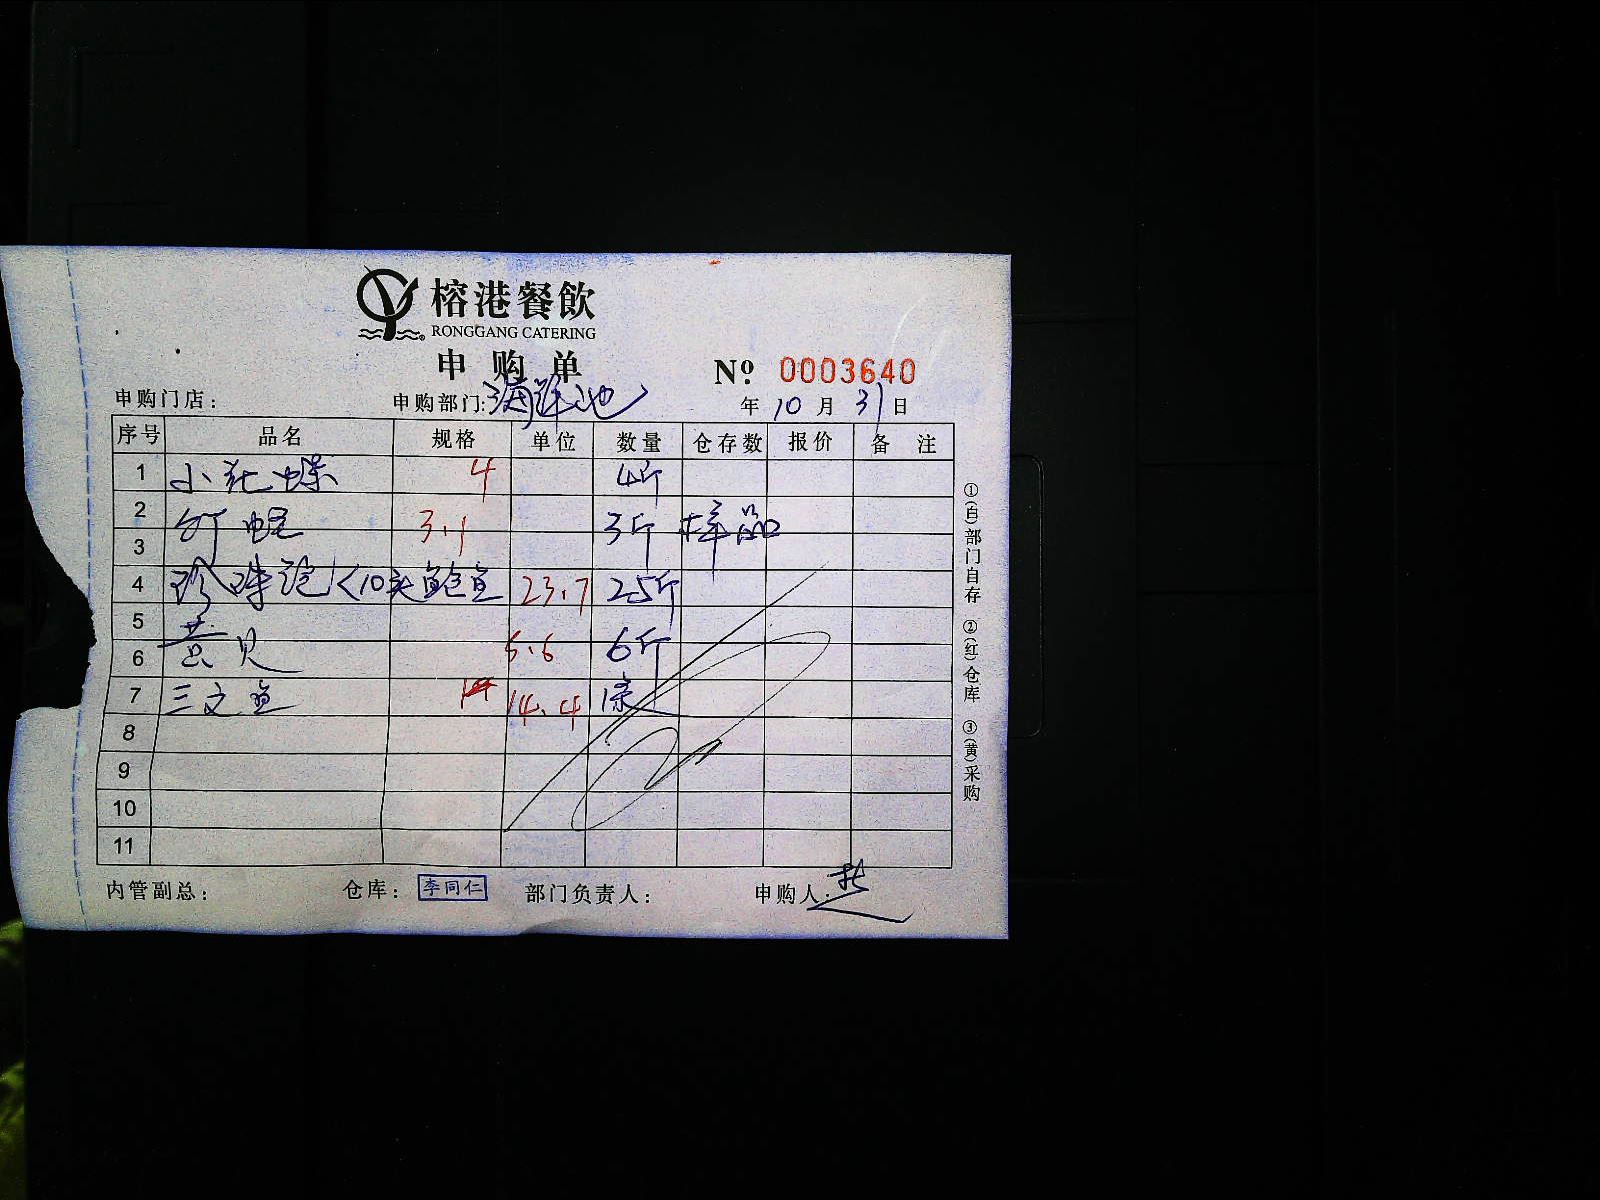 榕港餐飲
RONGGANG CATERING
申购单
№ 0003640
申购门店： 申购部门：海鲜池 年 10 月 31 日
序号 品名 规格 单位 数量 仓存数 报价 备 注
1 小花螺 4 4斤
2 竹蛏 3.1 3斤 样品
3
4 珍珠 10头鲍鱼 23.7 25斤
5
6 黄贝 6.6 6斤
7 三文鱼 14.4 1条
8
9
10
11
内管副总： 仓库： 李同仁 部门负责人： 申购人：
①(白)部门自存 ②(红)仓库 ③(黄)采购